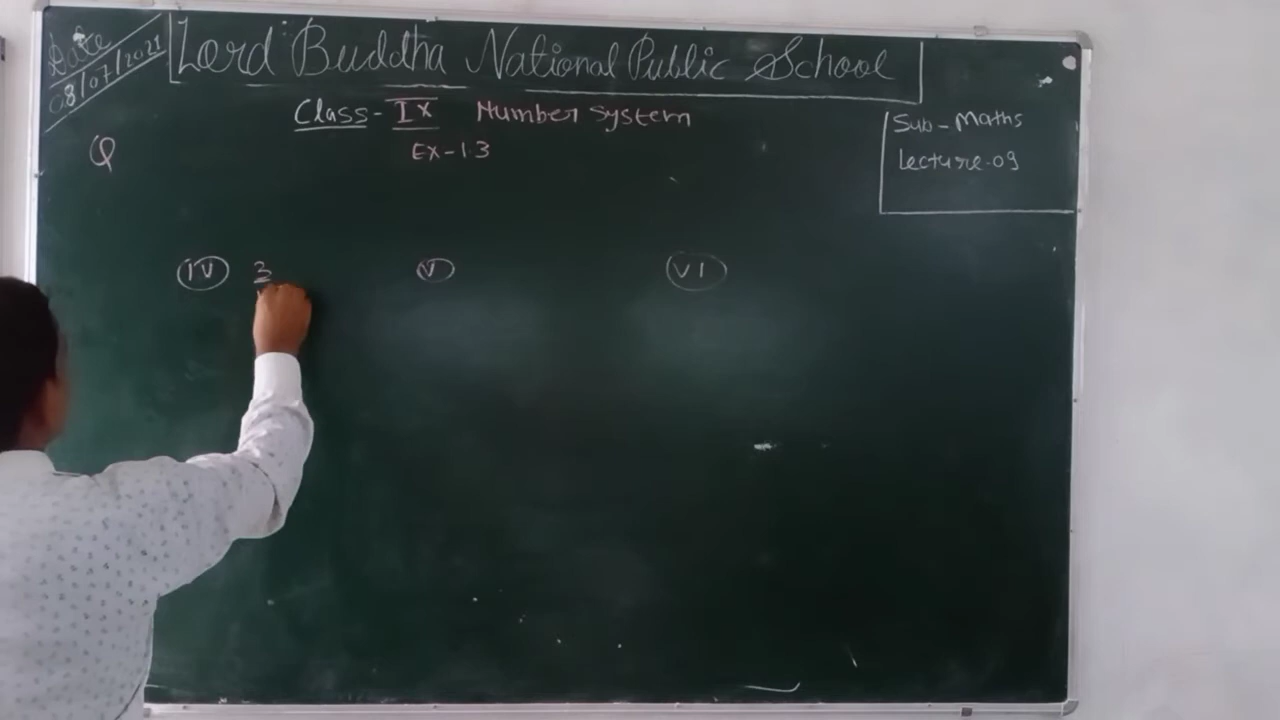 Date
08/07/2021
Lord Buddha National Public School
Class - IX Number System
EX-1.3
Sub - Maths
Lecture-09
Q
IV 3 V VI